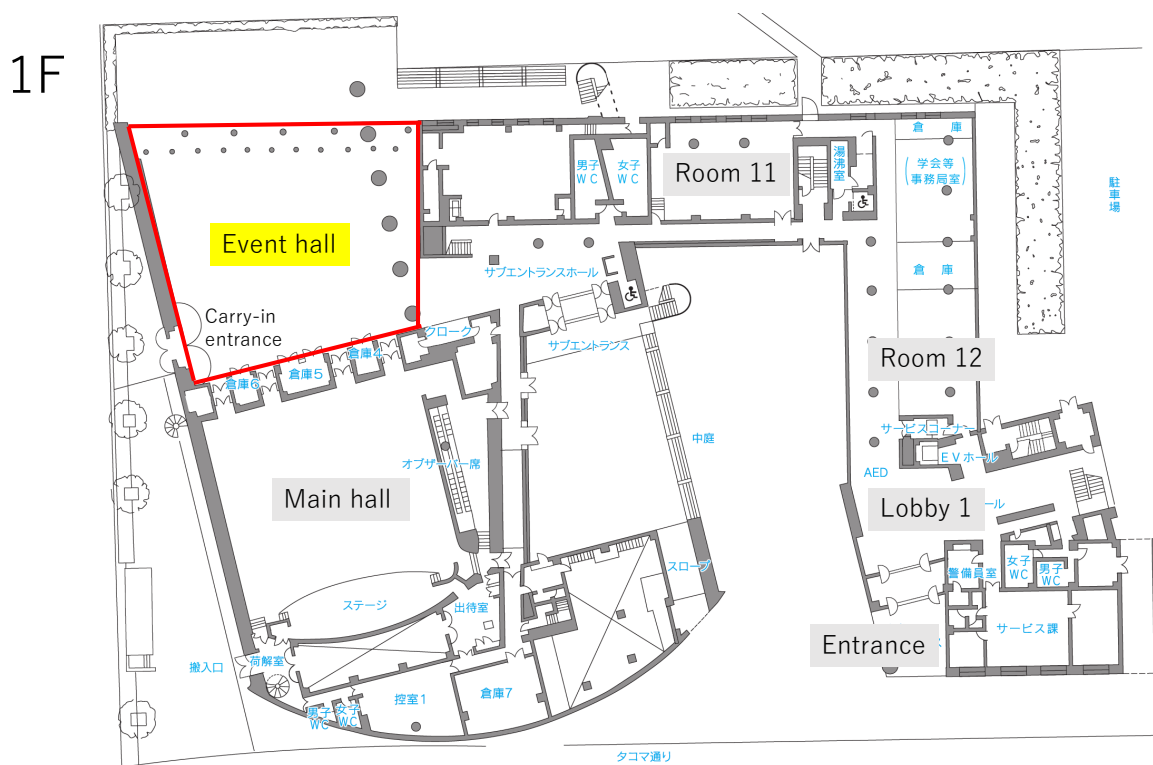 1F
倉 庫
学会等
事務局室
湯沸室
男子
WC
女子
WC
Room 11
駐車場
Event hall
サブエントランスホール
倉 庫
Carry-in
entrance
クローク
サブエントランス
倉庫4
倉庫5
倉庫6
Room 12
サービスコーナー
EVホール
中庭
オブザーバー席
AED
Main hall
Lobby 1
ール
スロープ
警備員室
女子
WC
男子
WC
ステージ
出待室
サービス課
Entrance
搬入口
荷解室
控室1
倉庫7
男子
WC
女子
WC
タコマ通り